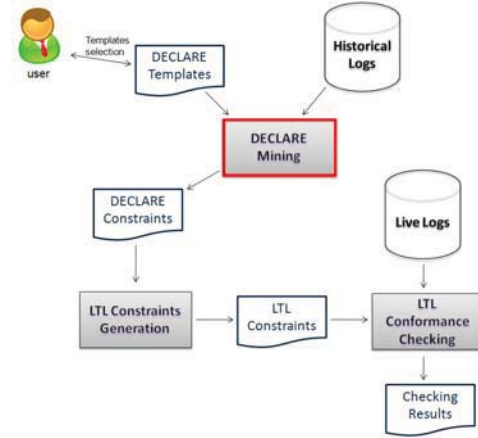 Templates
selection
user
DECLARE
Templates
Historical
Logs
DECLARE
Mining
DECLARE
Constraints
Live Logs
LTL Constraints
Generation
LTL
Constraints
LTL
Conformance
Checking
Checking
Results